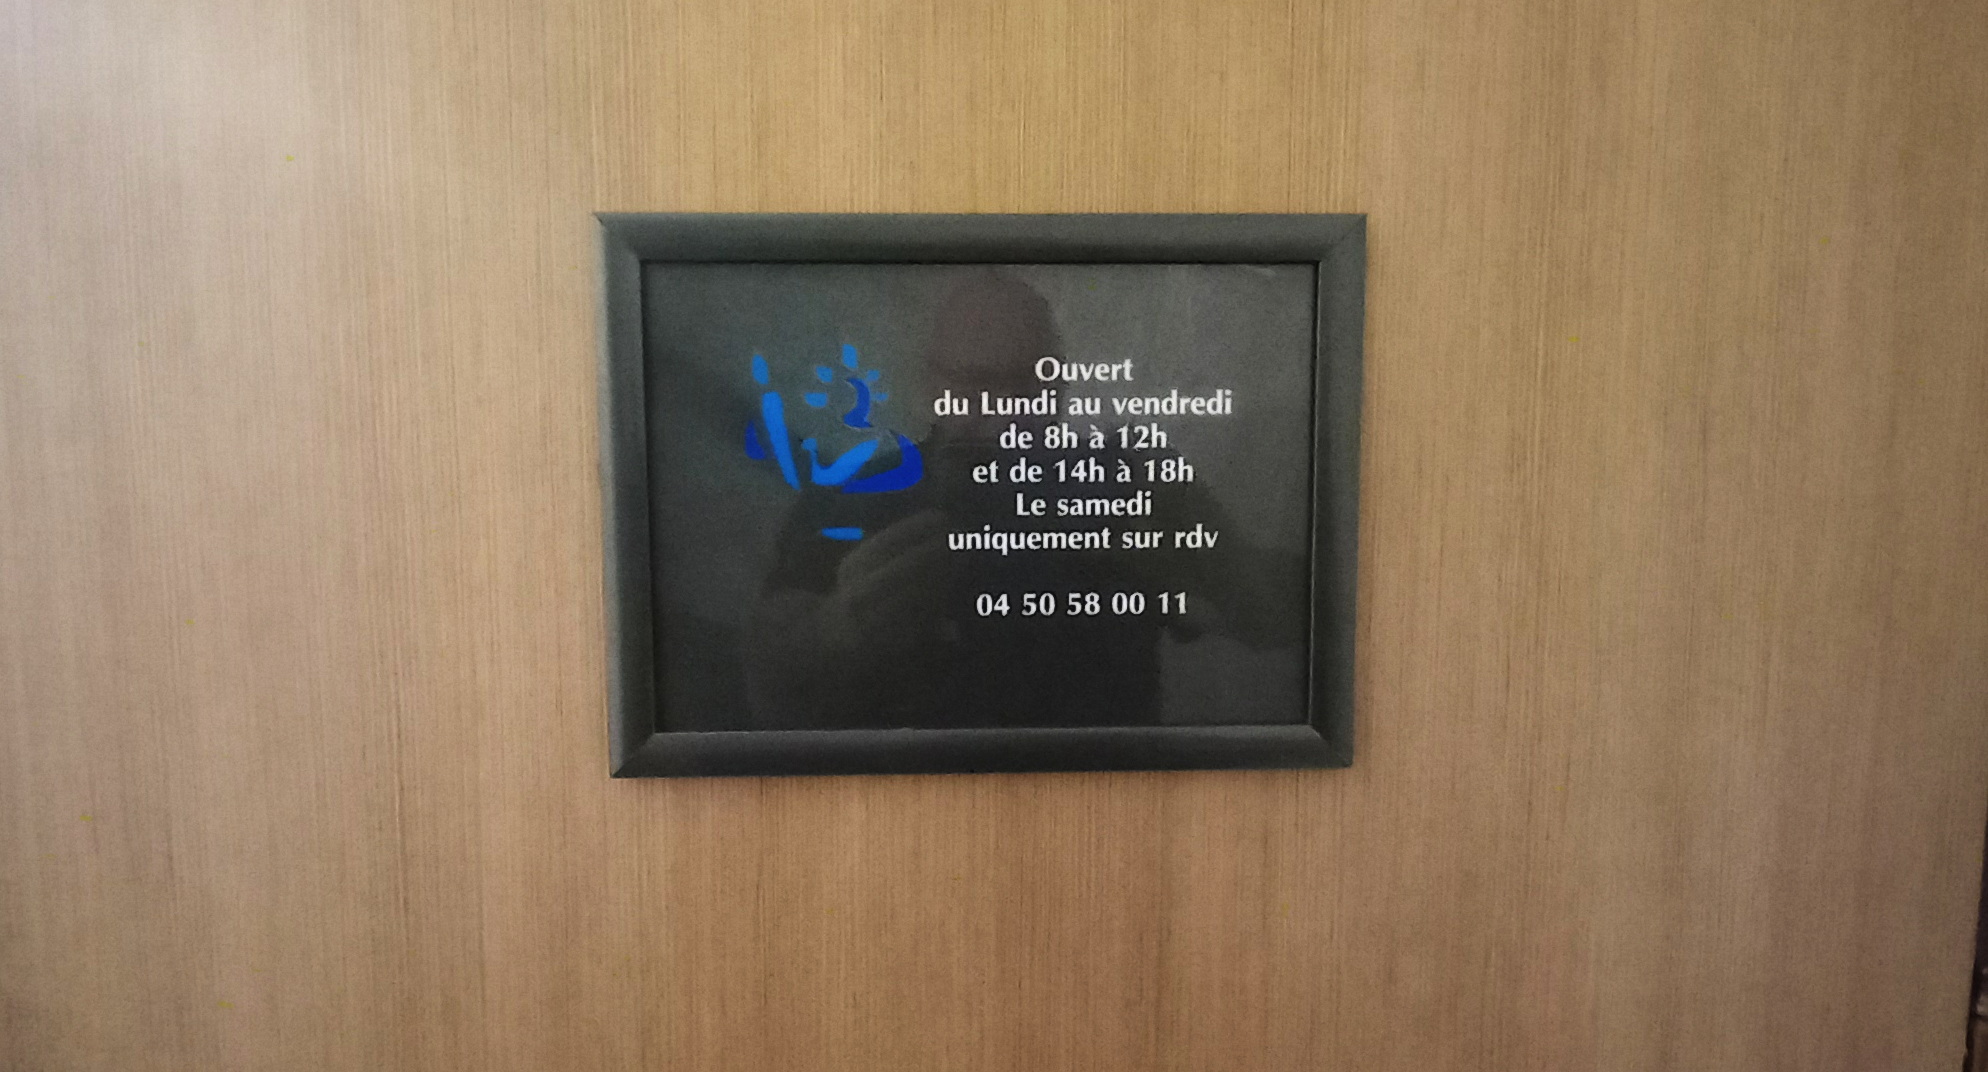 Ouvert
du Lundi au vendredi
de 8h à 12h
et de 14h à 18h
Le samedi
uniquement sur rdv
04 50 58 00 11